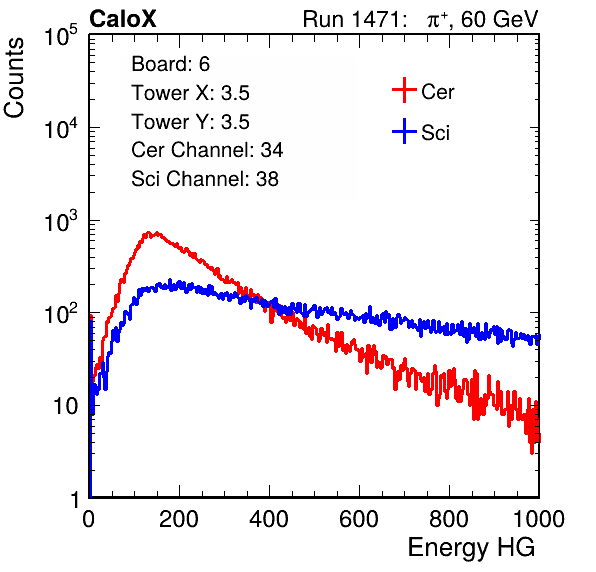 CaloX Run 1471: π⁺, 60 GeV
Board: 6
Tower X: 3.5
Tower Y: 3.5
Cer Channel: 34
Sci Channel: 38
Cer
Sci
Counts
10⁵
10⁴
10³
10²
10
1
0 200 400 600 800 1000
Energy HG